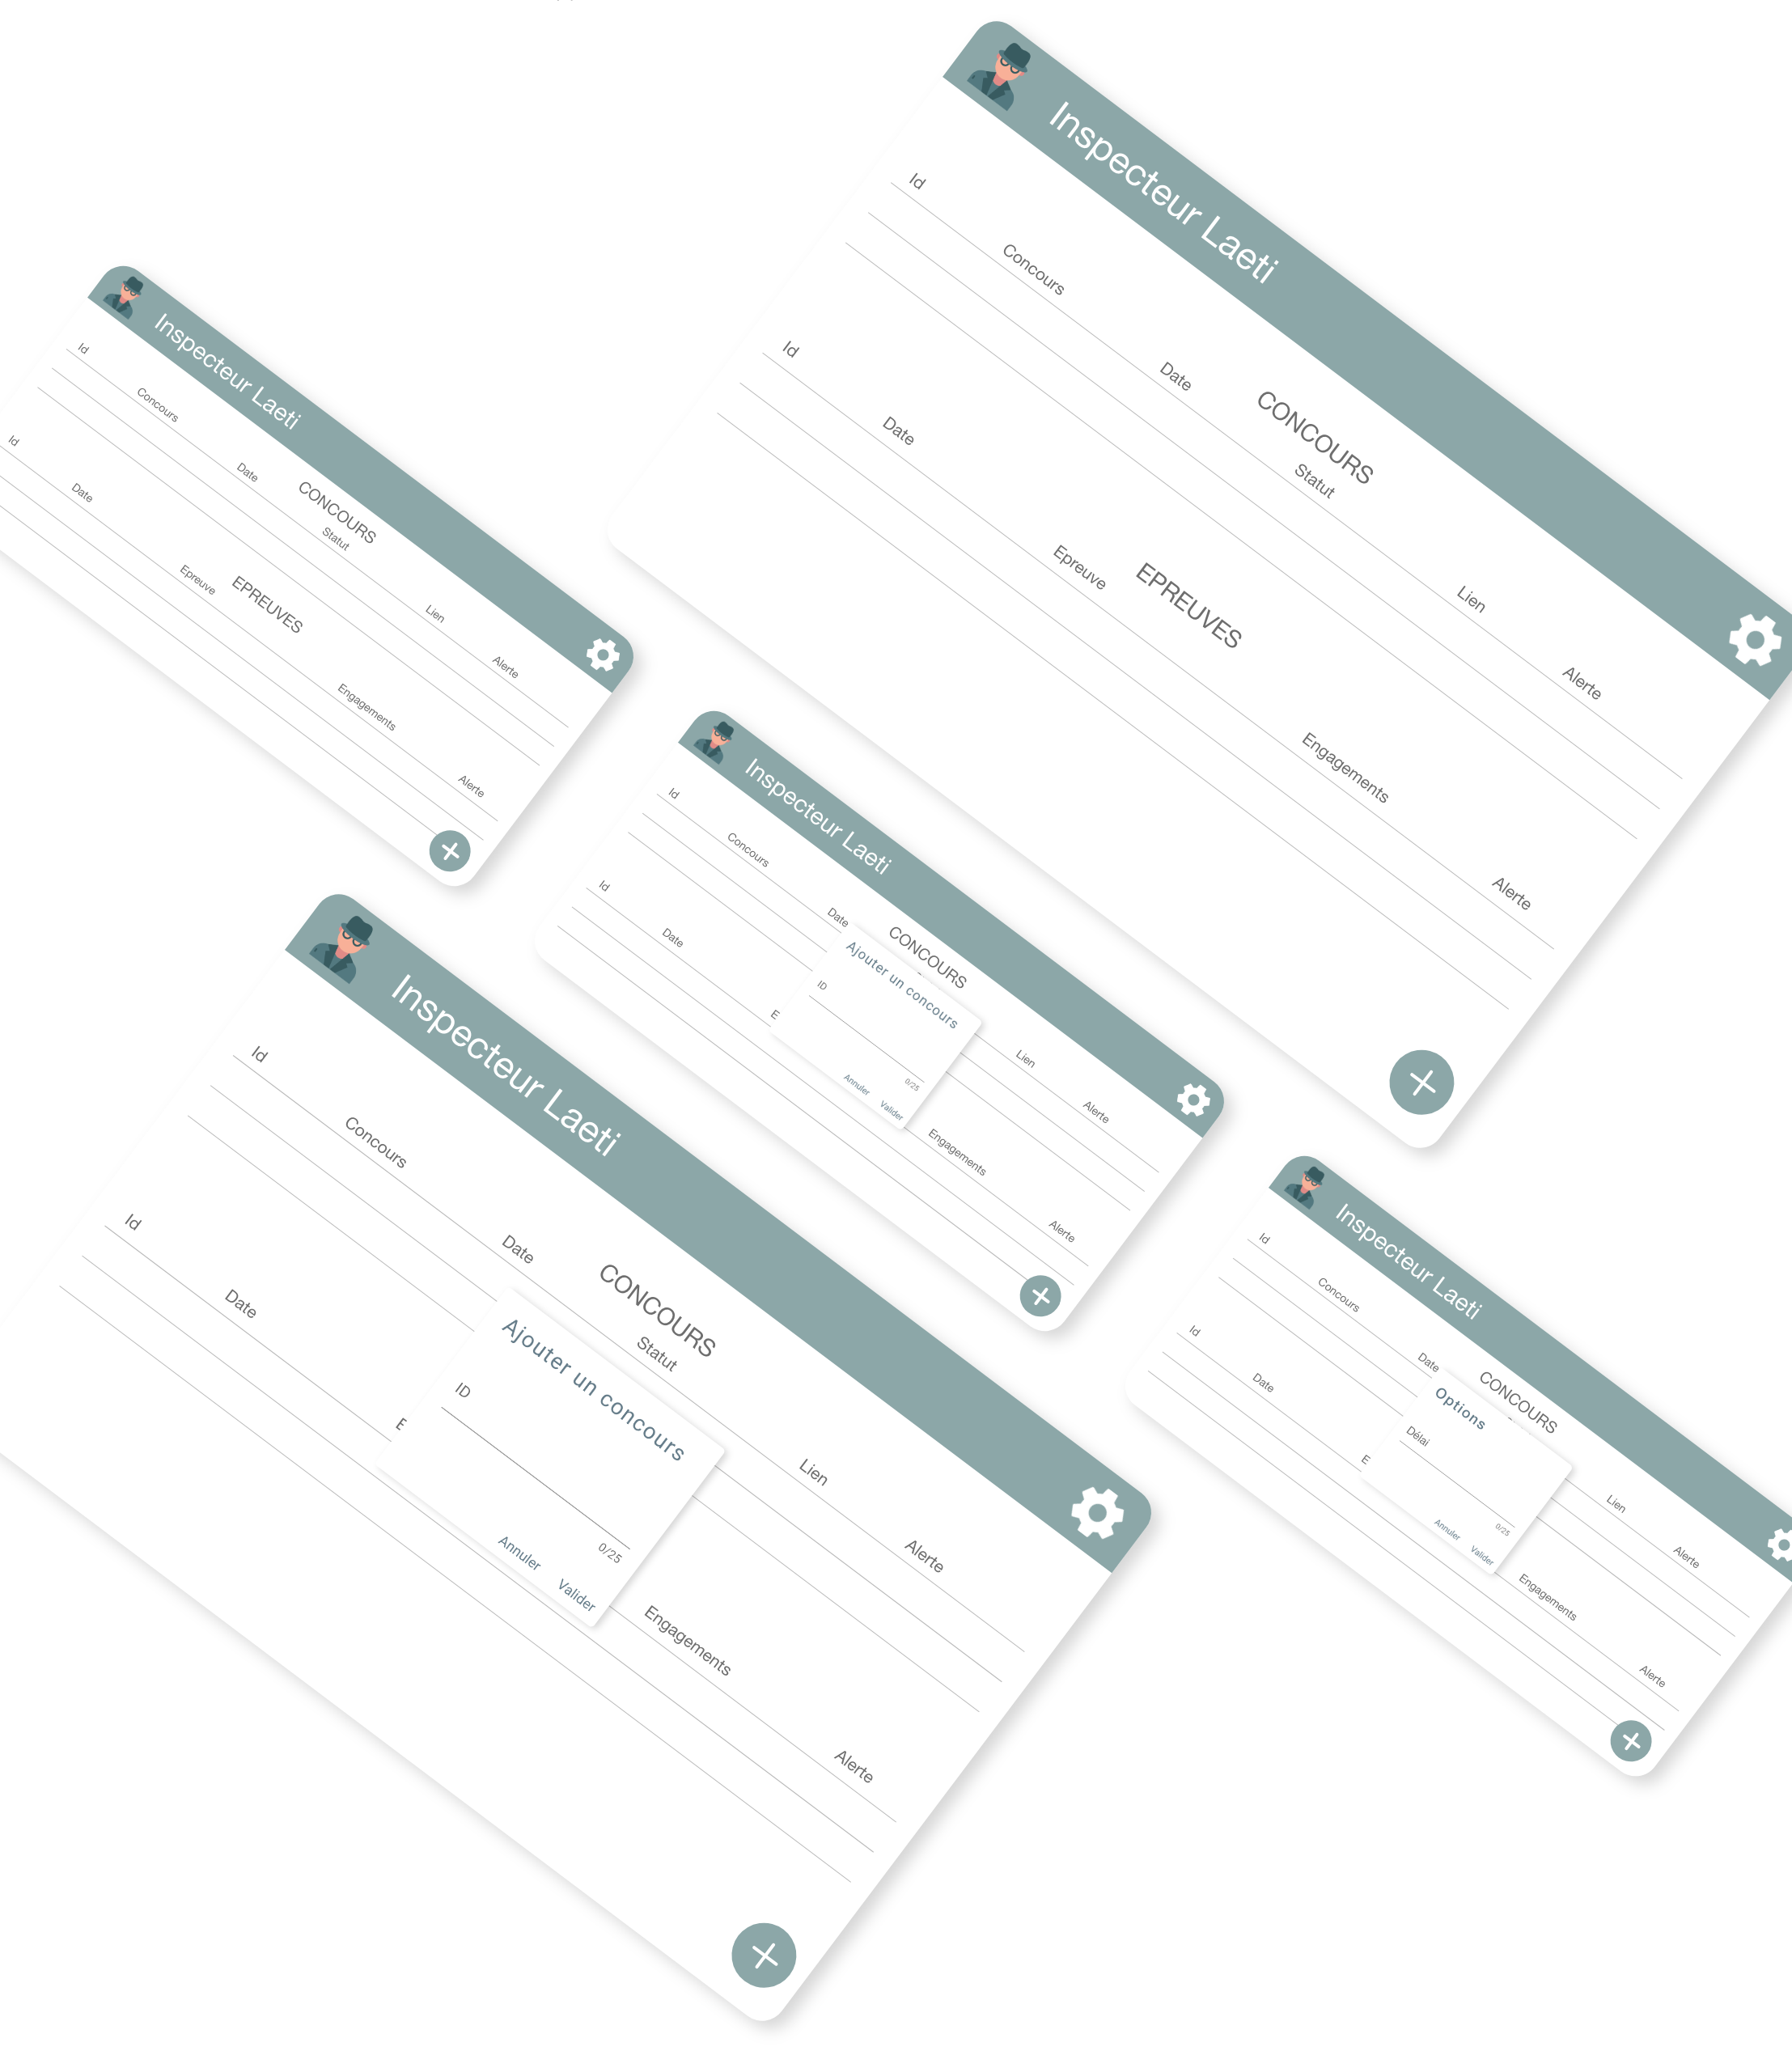 Inspecteur Laeti
CONCOURS
Id
Concours
Date
Statut
Lien
Alerte
EPREUVES
Id
Date
Epreuve
Engagements
Alerte
Inspecteur Laeti
CONCOURS
Id
Concours
Date
Statut
Lien
Alerte
EPREUVES
Id
Date
Epreuve
Engagements
Alerte
Inspecteur Laeti
CONCOURS
Id
Concours
Date
Lien
Alerte
Id
Date
E
Engagements
Alerte
Ajouter un concours
ID
0/25
Annuler Valider
Inspecteur Laeti
CONCOURS
Id
Concours
Date
Statut
Lien
Alerte
Id
Date
E
Engagements
Alerte
Ajouter un concours
ID
0/25
Annuler Valider
Inspecteur Laeti
CONCOURS
Id
Concours
Date
Lien
Alerte
Id
Date
E
Engagements
Alerte
Options
Délai
0/25
Annuler Valider